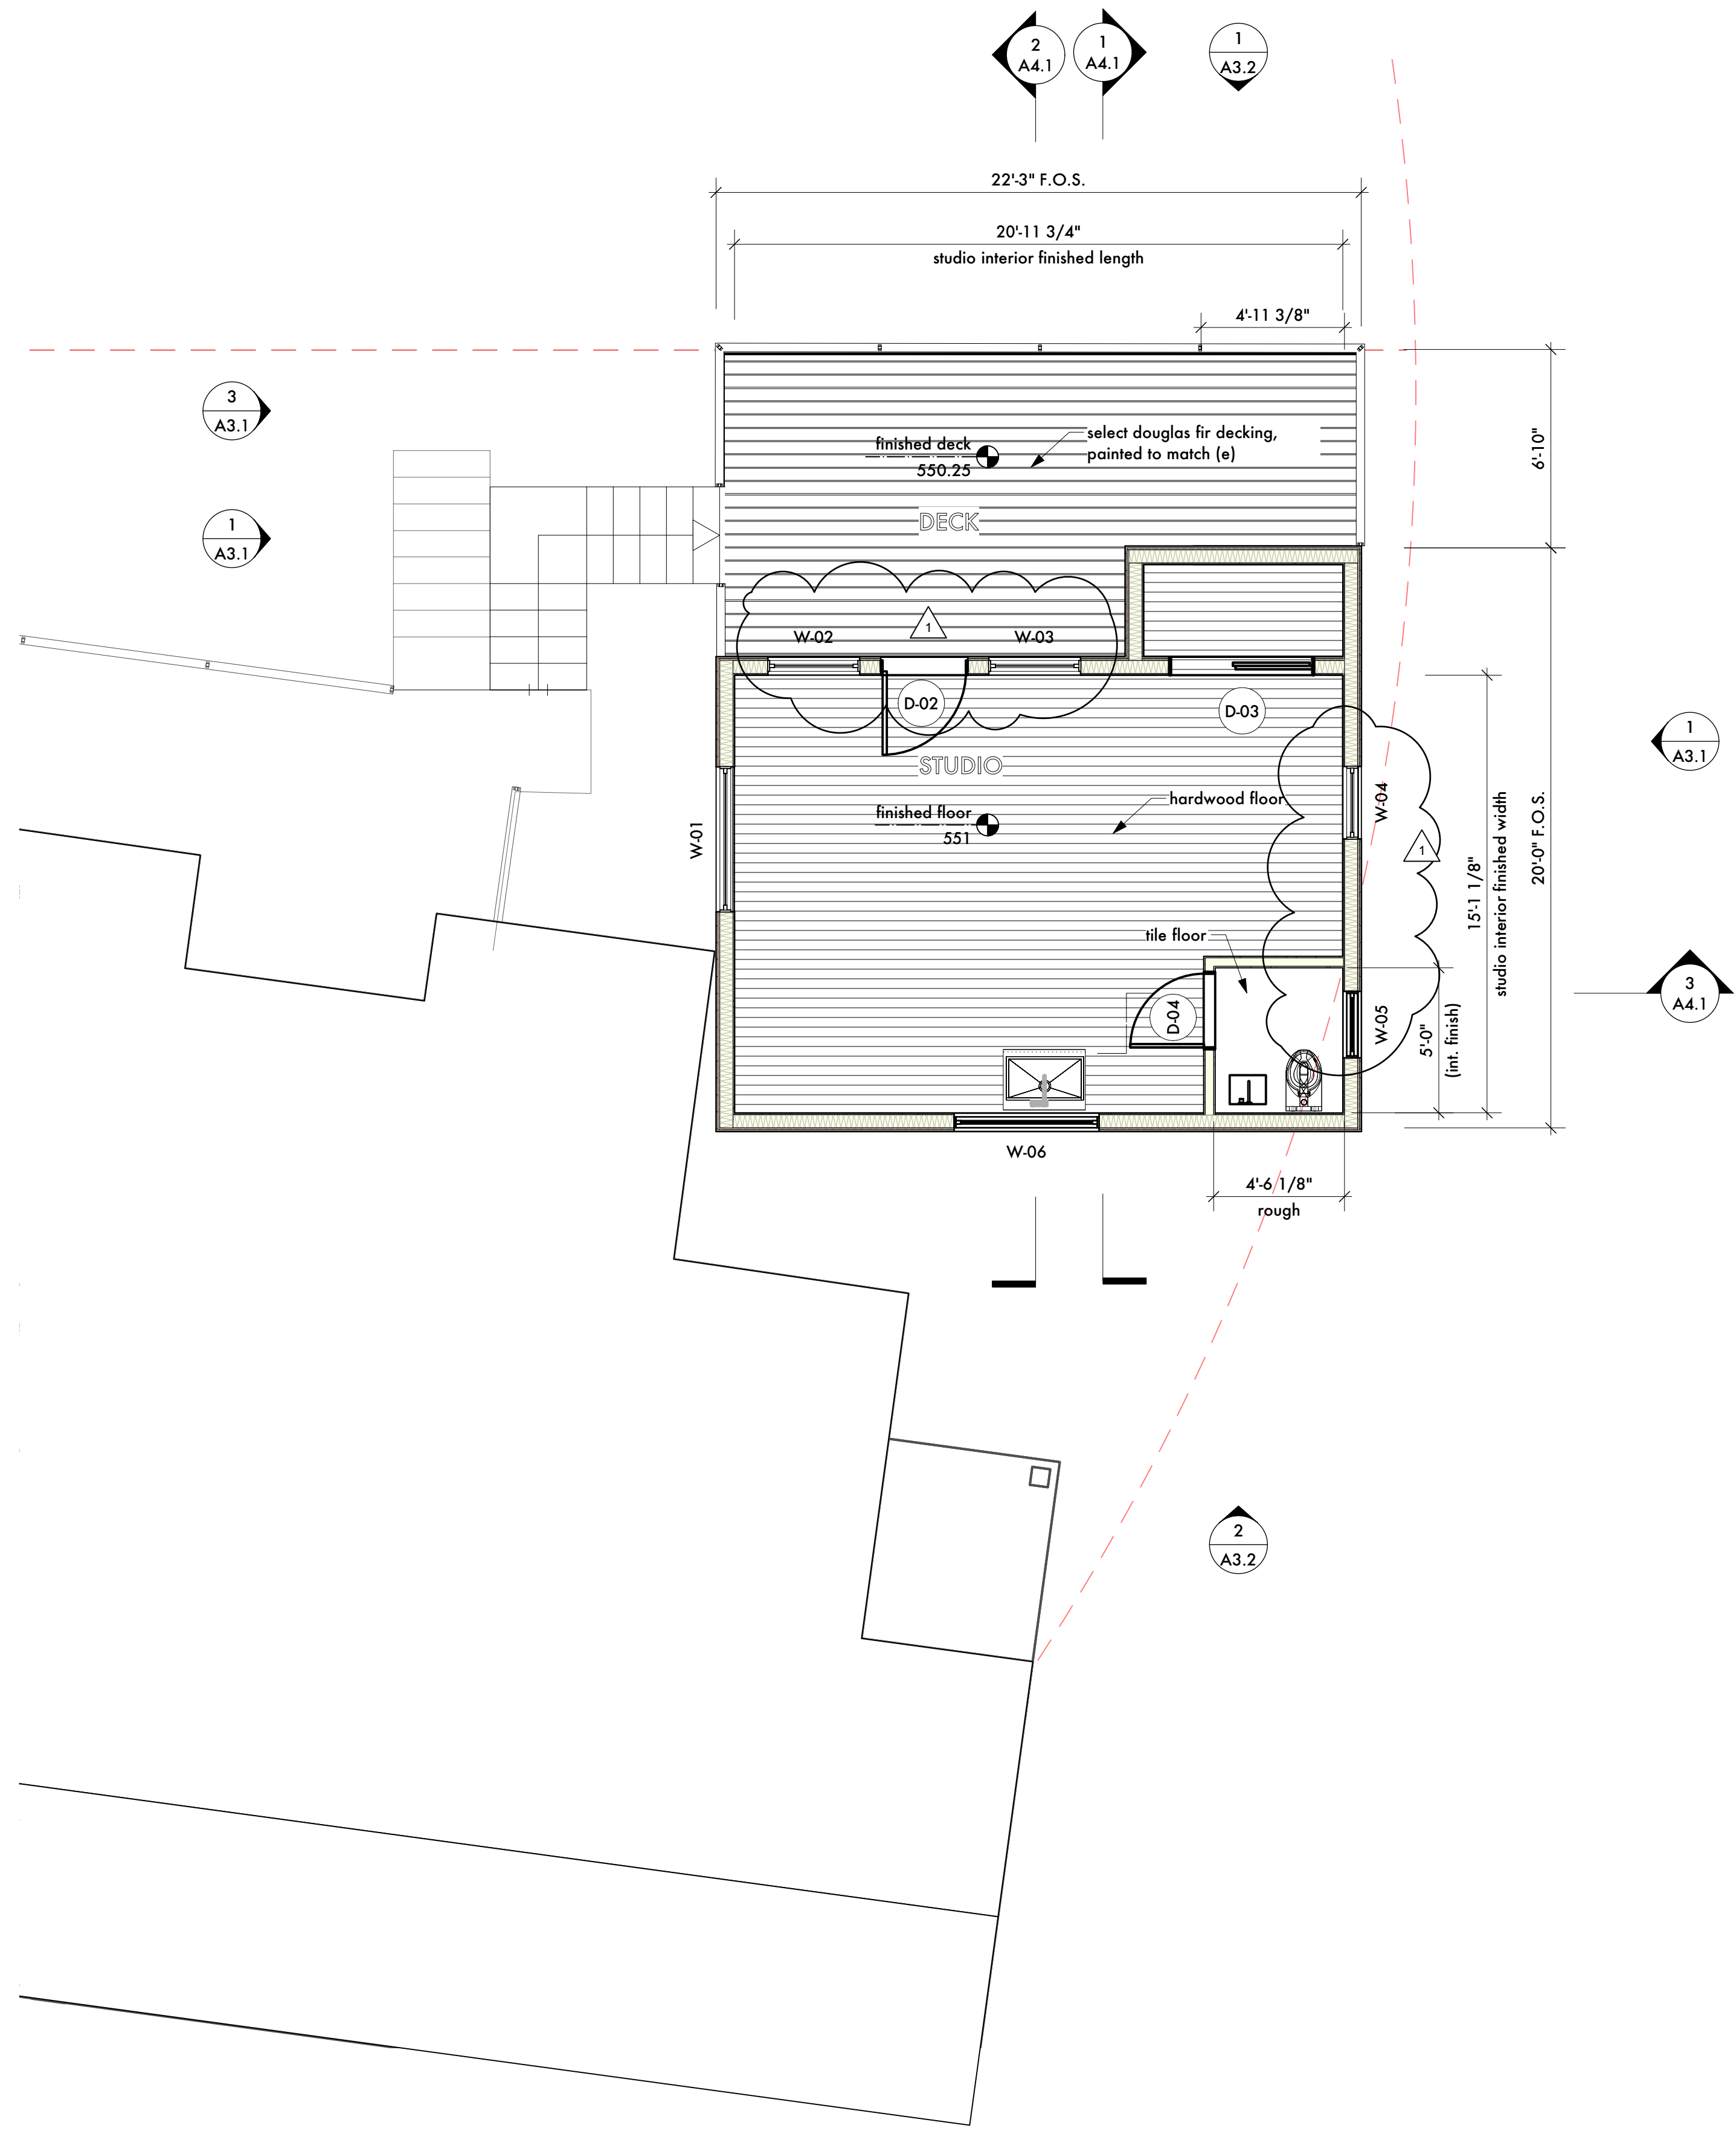 2
A4.1
1
A4.1
1
A3.2
22'-3" F.O.S.
20'-11 3/4"
studio interior finished length
4'-11 3/8"
3
A3.1
finished deck
550.25
select douglas fir decking,
painted to match (e)
6'-10"
DECK
1
A3.1
W-02
1
W-03
D-02
D-03
1
A3.1
STUDIO
hardwood floor
finished floor
551
W-01
W-04
1
15'-1 1/8"
studio interior finished width
20'-0" F.O.S.
tile floor
D-04
W-05
5'-0"
(int. finish)
3
A4.1
W-06
4'-6 1/8"
rough
2
A3.2